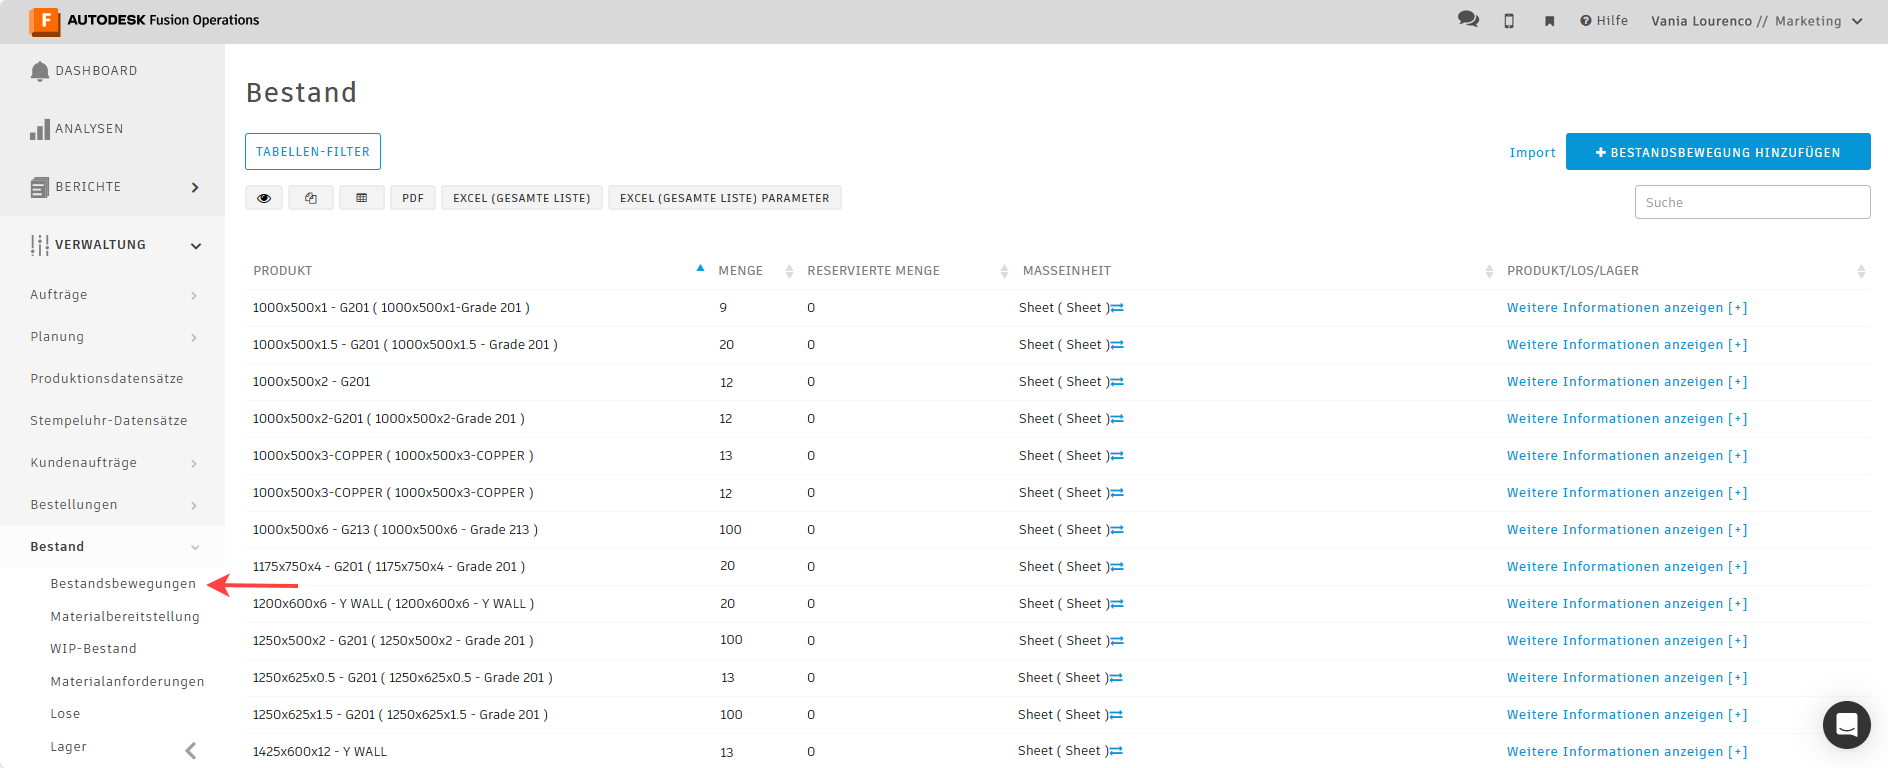 F AUTODESK Fusion Operations
Hilfe Vania Lourenco // Marketing
DASHBOARD
ANALYSEN
BERICHTE
VERWALTUNG
Aufträge
Planung
Produktionsdatensätze
Stempeluhr-Datensätze
Kundenaufträge
Bestellungen
Bestand
Bestandsbewegungen
Materialbereitstellung
WIP-Bestand
Materialanforderungen
Lose
Lager
Bestand
TABELLEN-FILTER
Import + BESTANDSBEWEGUNG HINZUFÜGEN
PDF EXCEL (GESAMTE LISTE) EXCEL (GESAMTE LISTE) PARAMETER
Suche
PRODUKT MENGE RESERVIERTE MENGE MASSEINHEIT PRODUKT/LOS/LAGER
1000x500x1 - G201 ( 1000x500x1-Grade 201 ) 9 0 Sheet ( Sheet ) Weitere Informationen anzeigen [+]
1000x500x1.5 - G201 ( 1000x500x1.5 - Grade 201 ) 20 0 Sheet ( Sheet ) Weitere Informationen anzeigen [+]
1000x500x2 - G201 12 0 Sheet ( Sheet ) Weitere Informationen anzeigen [+]
1000x500x2-G201 ( 1000x500x2-Grade 201 ) 12 0 Sheet ( Sheet ) Weitere Informationen anzeigen [+]
1000x500x3-COPPER ( 1000x500x3-COPPER ) 13 0 Sheet ( Sheet ) Weitere Informationen anzeigen [+]
1000x500x3-COPPER ( 1000x500x3-COPPER ) 12 0 Sheet ( Sheet ) Weitere Informationen anzeigen [+]
1000x500x6 - G213 ( 1000x500x6 - Grade 213 ) 100 0 Sheet ( Sheet ) Weitere Informationen anzeigen [+]
1175x750x4 - G201 ( 1175x750x4 - Grade 201 ) 20 0 Sheet ( Sheet ) Weitere Informationen anzeigen [+]
1200x600x6 - Y WALL ( 1200x600x6 - Y WALL ) 20 0 Sheet ( Sheet ) Weitere Informationen anzeigen [+]
1250x500x2 - G201 ( 1250x500x2 - Grade 201 ) 100 0 Sheet ( Sheet ) Weitere Informationen anzeigen [+]
1250x625x0.5 - G201 ( 1250x625x0.5 - Grade 201 ) 13 0 Sheet ( Sheet ) Weitere Informationen anzeigen [+]
1250x625x1.5 - G201 ( 1250x625x1.5 - Grade 201 ) 100 0 Sheet ( Sheet ) Weitere Informationen anzeigen [+]
1425x600x12 - Y WALL 13 0 Sheet ( Sheet ) Weitere Informationen anzeigen [+]